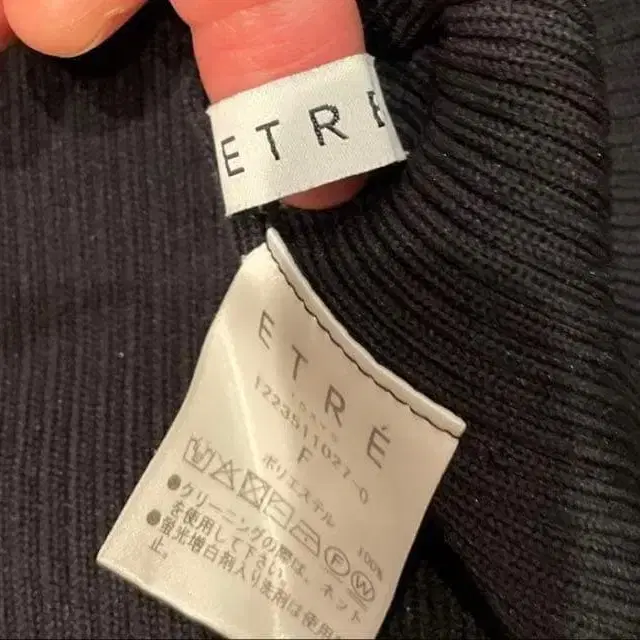 ETRÉ
ETRÉ
TOKYO
1223511027-0
F
ポリエステル 100%
●クリーニングの際は、ネット
を使用して下さい。
●蛍光増白剤入り洗剤は使用
止。